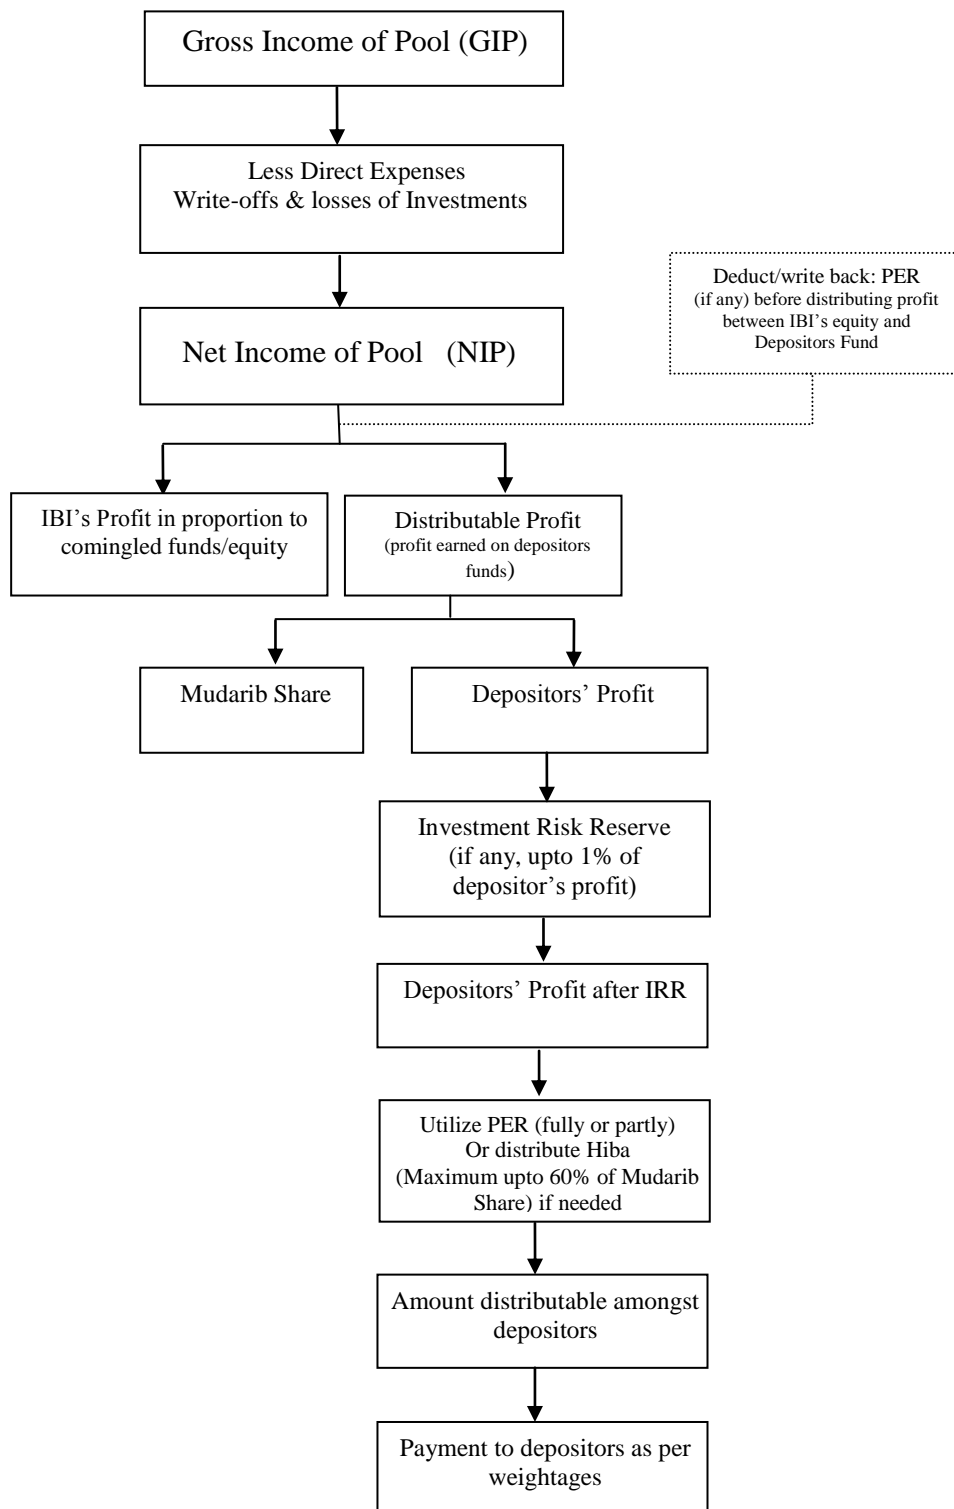 Gross Income of Pool (GIP)
Less Direct Expenses
Write-offs & losses of Investments
Deduct/write back: PER
(if any) before distributing profit
between IBI’s equity and
Depositors Fund
Net Income of Pool (NIP)
IBI’s Profit in proportion to
comingled funds/equity
Distributable Profit
(profit earned on depositors
funds)
Mudarib Share
Depositors’ Profit
Investment Risk Reserve
(if any, upto 1% of
depositor’s profit)
Depositors’ Profit after IRR
Utilize PER (fully or partly)
Or distribute Hiba
(Maximum upto 60% of Mudarib
Share) if needed
Amount distributable amongst
depositors
Payment to depositors as per
weightages